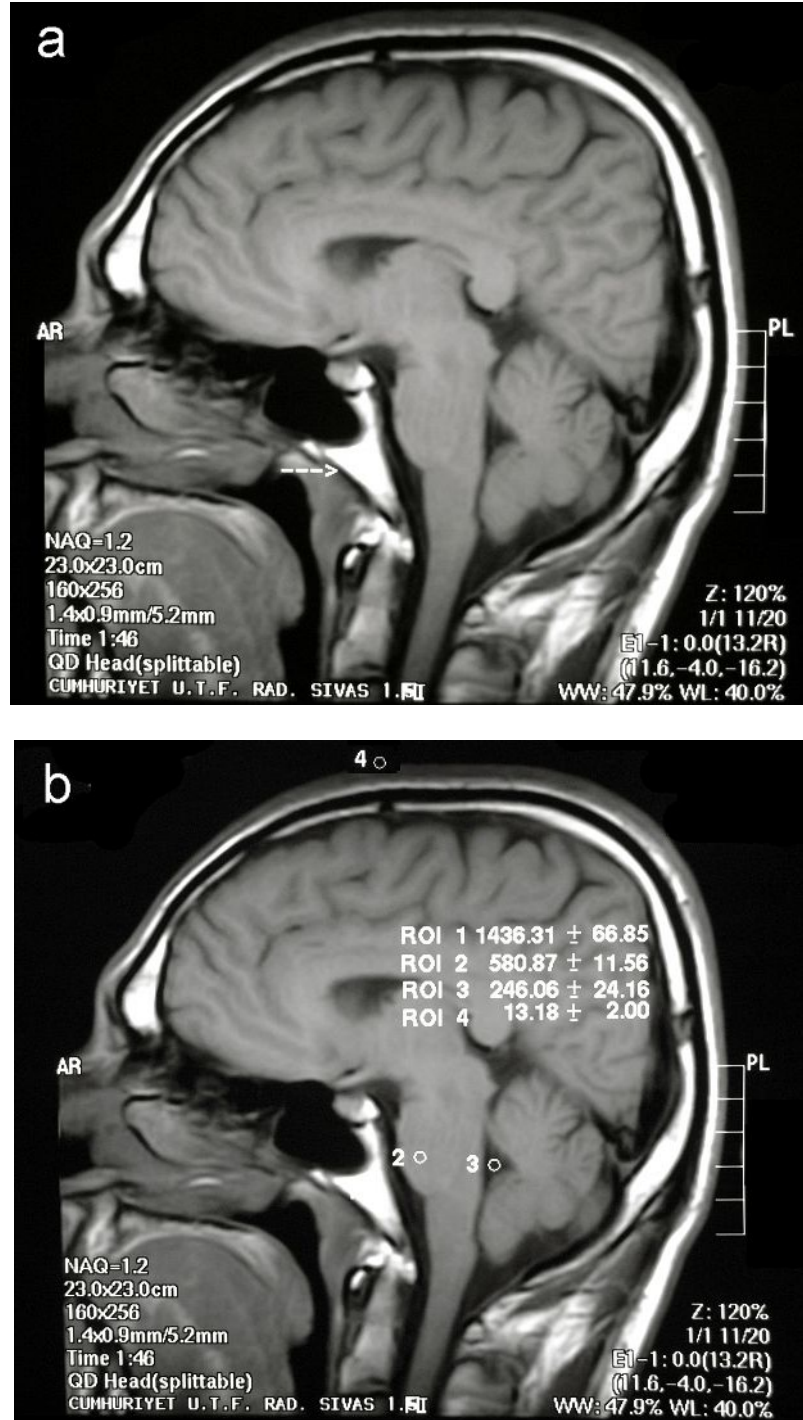 a
AR
PL
NAQ=1.2
23.0x23.0cm
160x256
1.4x0.9mm/5.2mm
Time 1:46
QD Head(splittable)
CUMHURIYET U.T.F. RAD. SIVAS 1.
Z: 120%
1/1 11/20
E1-1: 0.0(13.2R)
(11.6,-4.0,-16.2)
WW: 47.9% WL: 40.0%
b
4
ROI 1 1436.31 ± 66.85
ROI 2 580.87 ± 11.56
ROI 3 246.06 ± 24.16
ROI 4 13.18 ± 2.00
AR
PL
2
3
NAQ=1.2
23.0x23.0cm
160x256
1.4x0.9mm/5.2mm
Time 1:46
QD Head(splittable)
CUMHURIYET U.T.F. RAD. SIVAS 1.
Z: 120%
1/1 11/20
E1-1: 0.0(13.2R)
(11.6,-4.0,-16.2)
WW: 47.9% WL: 40.0%